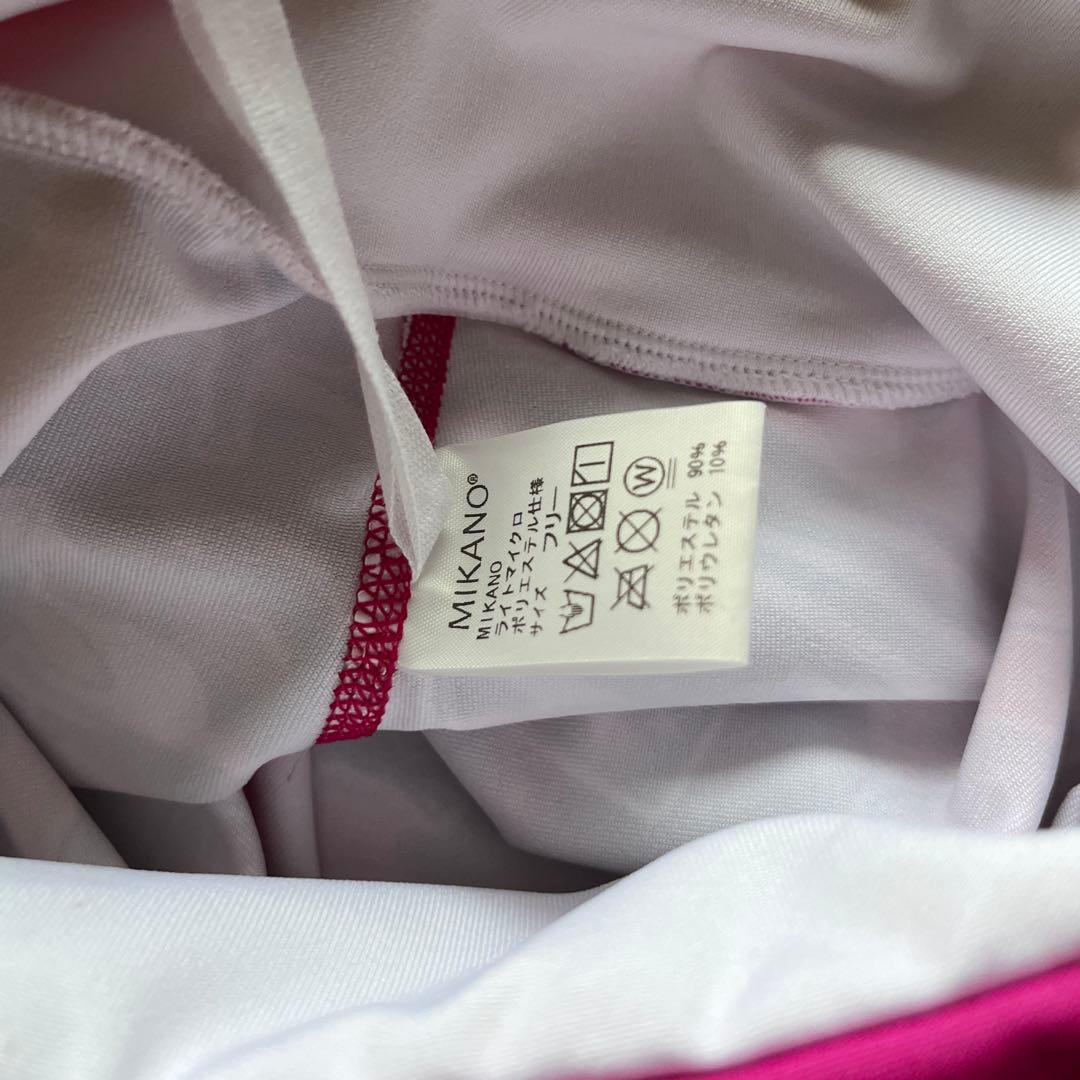 MIKANO®
MIKANO
ライトマイクロ
ポリエステル仕様
サイズ フリー
W
ポリエステル 90%
ポリウレタン 10%